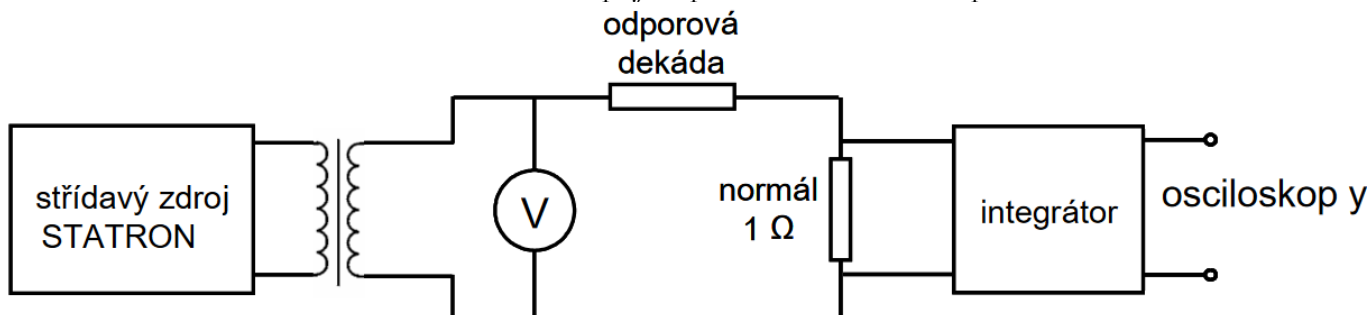 odporová
dekáda
střídavý zdroj
STATRON
V
normál
1 Ω
integrátor
osciloskop y